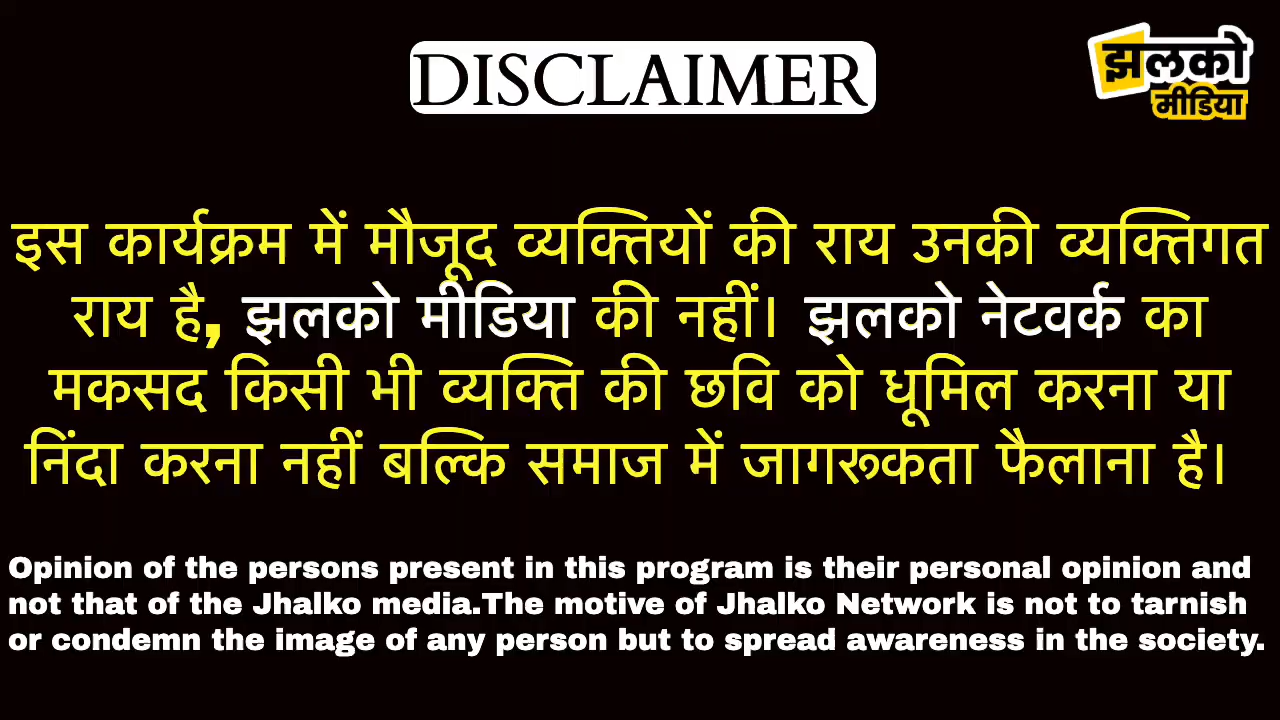 DISCLAIMER
झलको
मीडिया
इस कार्यक्रम में मौजूद व्यक्तियों की राय उनकी व्यक्तिगत
राय है, झलको मीडिया की नहीं। झलको नेटवर्क का
मकसद किसी भी व्यक्ति की छवि को धूमिल करना या
निंदा करना नहीं बल्कि समाज में जागरूकता फैलाना है।
Opinion of the persons present in this program is their personal opinion and
not that of the Jhalko media.The motive of Jhalko Network is not to tarnish
or condemn the image of any person but to spread awareness in the society.